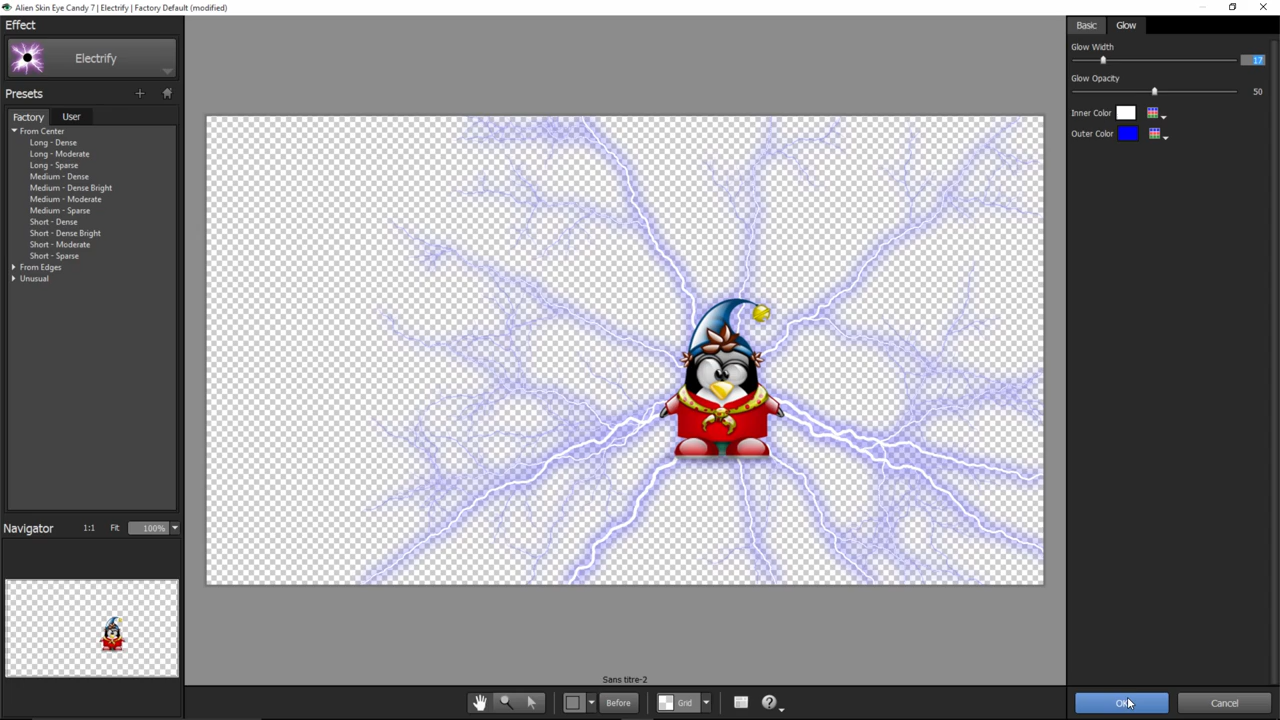 Alien Skin Eye Candy 7 | Electrify | Factory Default (modified)
Effect
Electrify
Presets
Factory User
From Center
Long - Dense
Long - Moderate
Long - Sparse
Medium - Dense
Medium - Dense Bright
Medium - Moderate
Medium - Sparse
Short - Dense
Short - Dense Bright
Short - Moderate
Short - Sparse
From Edges
Unusual
Navigator 1:1 Fit 100%
Sans titre-2
Before Grid
Basic Glow
Glow Width
17
Glow Opacity
50
Inner Color
Outer Color
OK Cancel